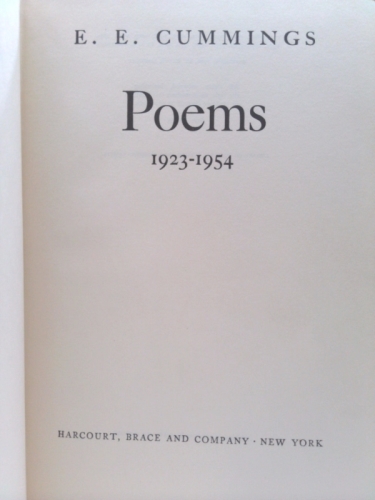 E. E. CUMMINGS
Poems
1923-1954
HARCOURT, BRACE AND COMPANY · NEW YORK